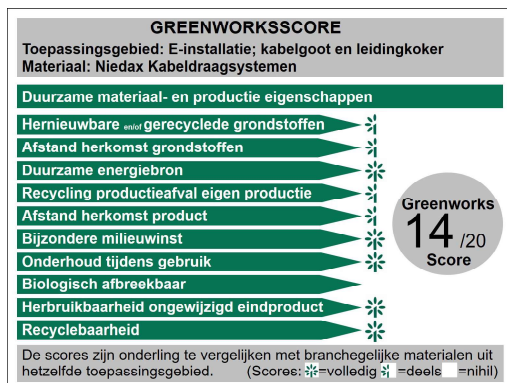 GREENWORKSSCORE
Toepassingsgebied: E-installatie; kabelgoot en leidingkoker
Materiaal: Niedax Kabeldraagsystemen
Duurzame materiaal- en productie eigenschappen
Hernieuwbare en/of gerecyclede grondstoffen
Afstand herkomst grondstoffen
Duurzame energiebron
Recycling productieafval eigen productie
Afstand herkomst product
Bijzondere milieuwinst
Onderhoud tijdens gebruik
Biologisch afbreekbaar
Herbruikbaarheid ongewijzigd eindproduct
Recyclebaarheid
Greenworks
14 /20
Score
De scores zijn onderling te vergelijken met branchegelijke materialen uit
hetzelfde toepassingsgebied. (Scores: =volledig =deels =nihil)